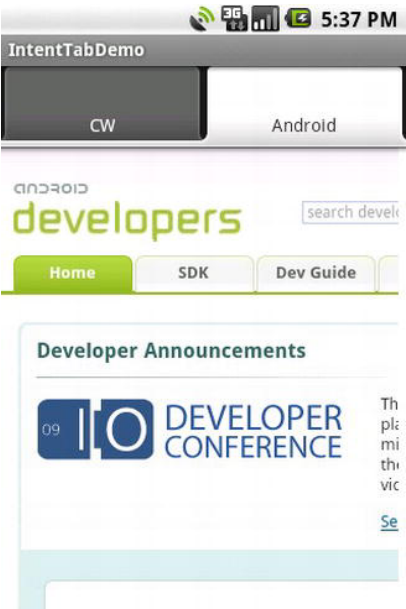 3G 5:37 PM
IntentTabDemo
CW Android
android
developers search develo
Home SDK Dev Guide
Developer Announcements
09 IO DEVELOPER
CONFERENCE
Th
pla
mi
the
vid
Se